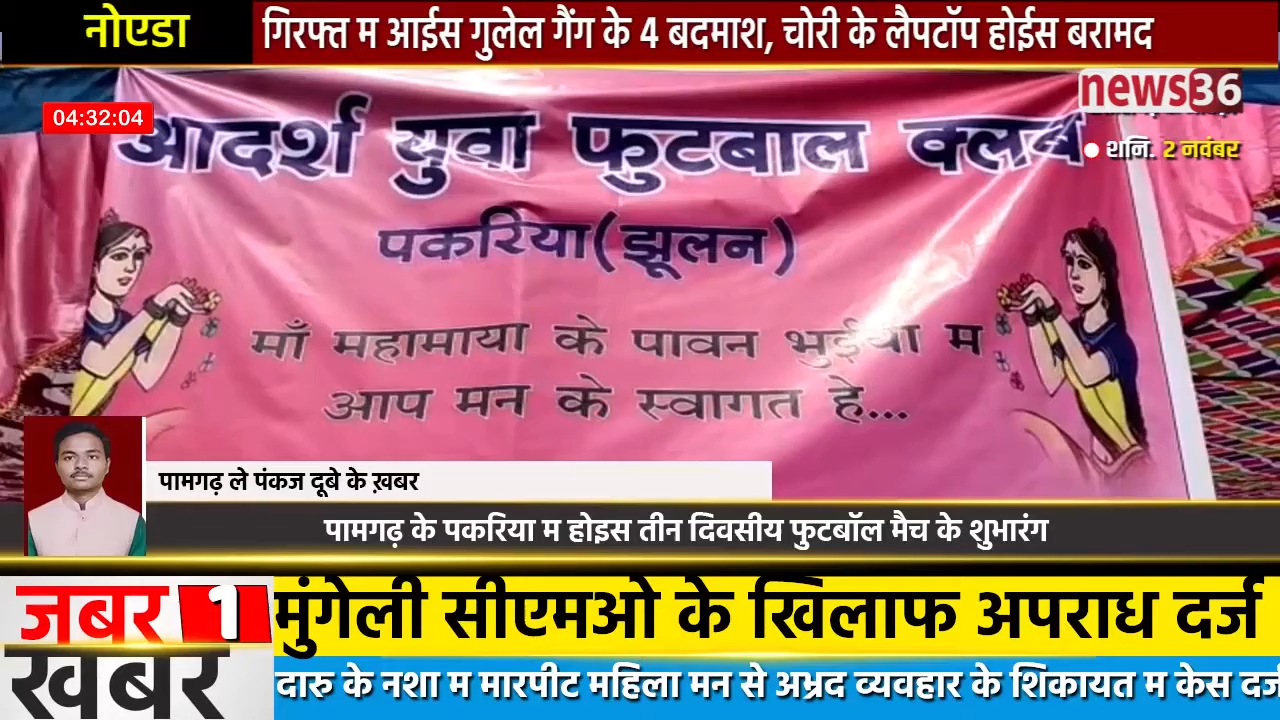 नोएडा
गिरफ्त म आईस गुलेल गैंग के 4 बदमाश, चोरी के लैपटॉप होईस बरामद
news36
04:32:04
शनि. 2 नवंबर
आदर्श युवा फुटबाल क्लब
पकरिया(झूलन)
माँ महामाया के पावन भुईया म
आप मन के स्वागत हे...
पामगढ़ ले पंकज दूबे के ख़बर
पामगढ़ के पकरिया म होइस तीन दिवसीय फुटबॉल मैच के शुभारंग
जबर 1
खबर
मुंगेली सीएमओ के खिलाफ अपराध दर्ज
दारु के नशा म मारपीट महिला मन से अभ्रद व्यवहार के शिकायत म केस दर्ज